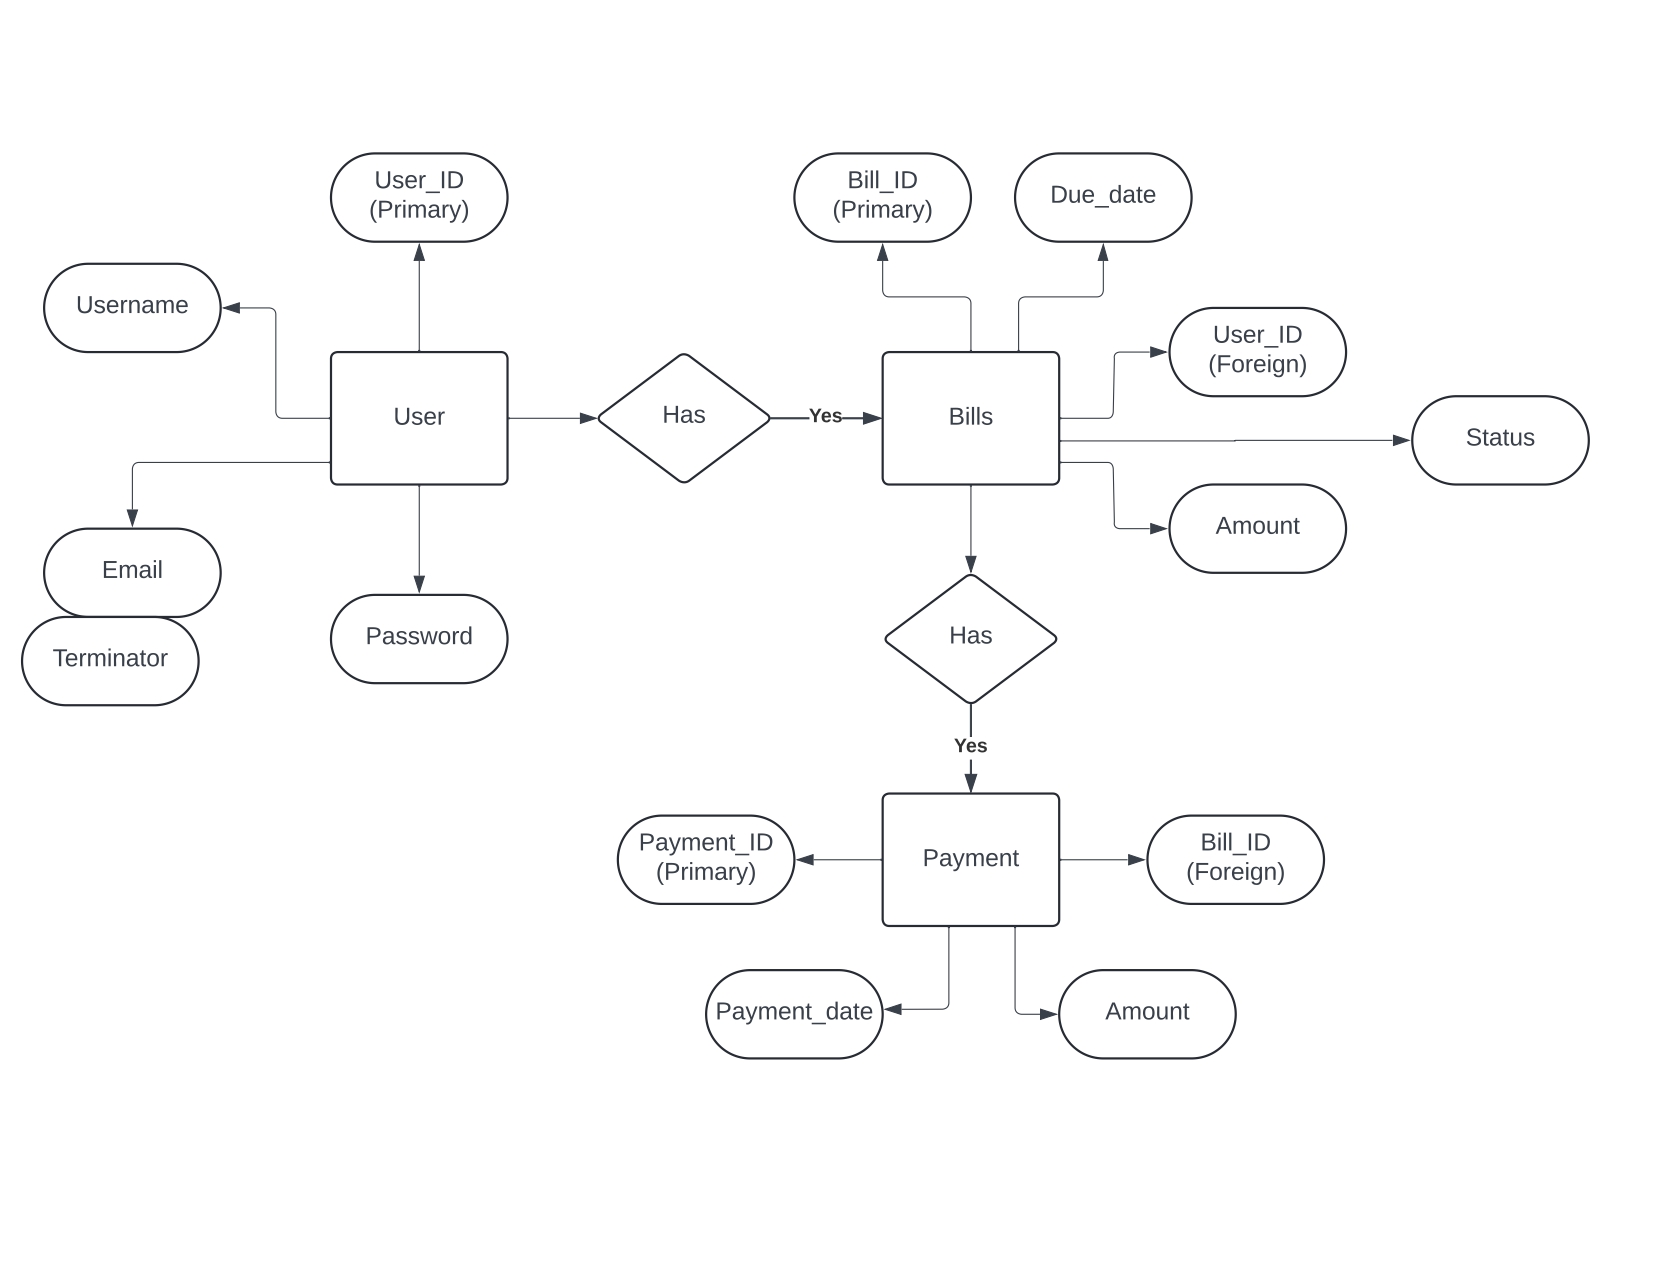 User_ID
(Primary)
Bill_ID
(Primary)
Due_date
Username
User_ID
(Foreign)
User
Has
Yes
Bills
Status
Email
Amount
Terminator
Password
Has
Yes
Payment_ID
(Primary)
Payment
Bill_ID
(Foreign)
Payment_date
Amount